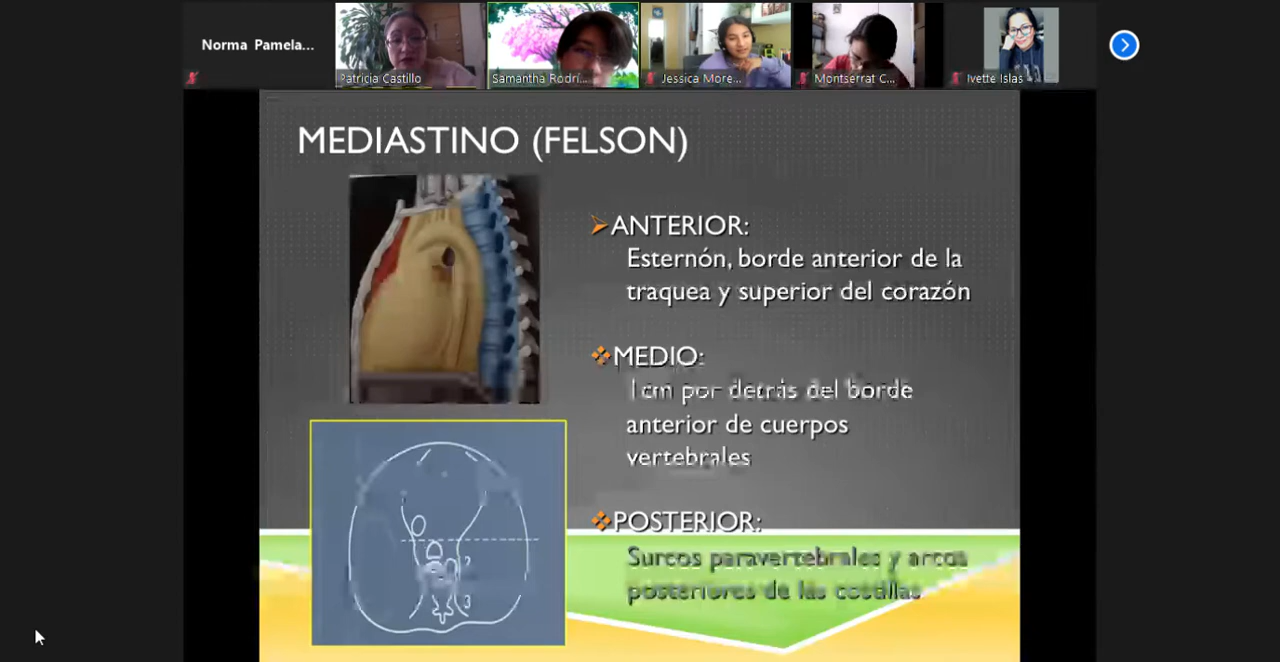 Norma Pamela...
Patricia Castillo
Samantha Rodrí...
Jessica More...
Montserrat C...
Ivette Islas
MEDIASTINO (FELSON)
ANTERIOR:
Esternón, borde anterior de la
traquea y superior del corazón
MEDIO:
1cm por detrás del borde
anterior de cuerpos
vertebrales
POSTERIOR:
Surcos paravertebrales y arcos
posteriores de las costillas
2
3